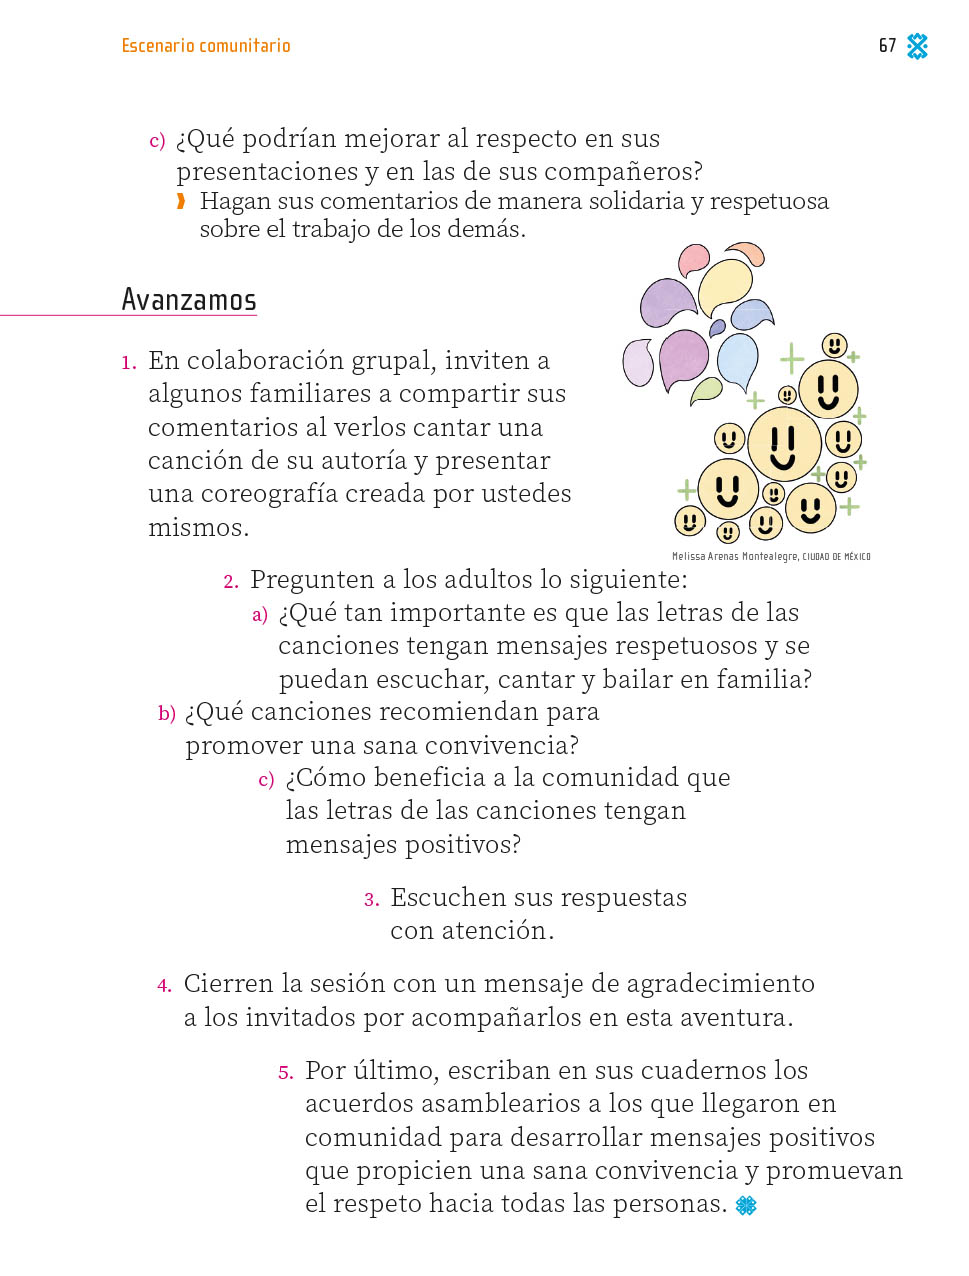 Escenario comunitario
67
c) ¿Qué podrían mejorar al respecto en sus
presentaciones y en las de sus compañeros?
Hagan sus comentarios de manera solidaria y respetuosa
sobre el trabajo de los demás.
Avanzamos
1. En colaboración grupal, inviten a
algunos familiares a compartir sus
comentarios al verlos cantar una
canción de su autoría y presentar
una coreografía creada por ustedes
mismos.
Melissa Arenas Montealegre, CIUDAD DE MÉXICO
2. Pregunten a los adultos lo siguiente:
a) ¿Qué tan importante es que las letras de las
canciones tengan mensajes respetuosos y se
puedan escuchar, cantar y bailar en familia?
b) ¿Qué canciones recomiendan para
promover una sana convivencia?
c) ¿Cómo beneficia a la comunidad que
las letras de las canciones tengan
mensajes positivos?
3. Escuchen sus respuestas
con atención.
4. Cierren la sesión con un mensaje de agradecimiento
a los invitados por acompañarlos en esta aventura.
5. Por último, escriban en sus cuadernos los
acuerdos asamblearios a los que llegaron en
comunidad para desarrollar mensajes positivos
que propicien una sana convivencia y promuevan
el respeto hacia todas las personas.